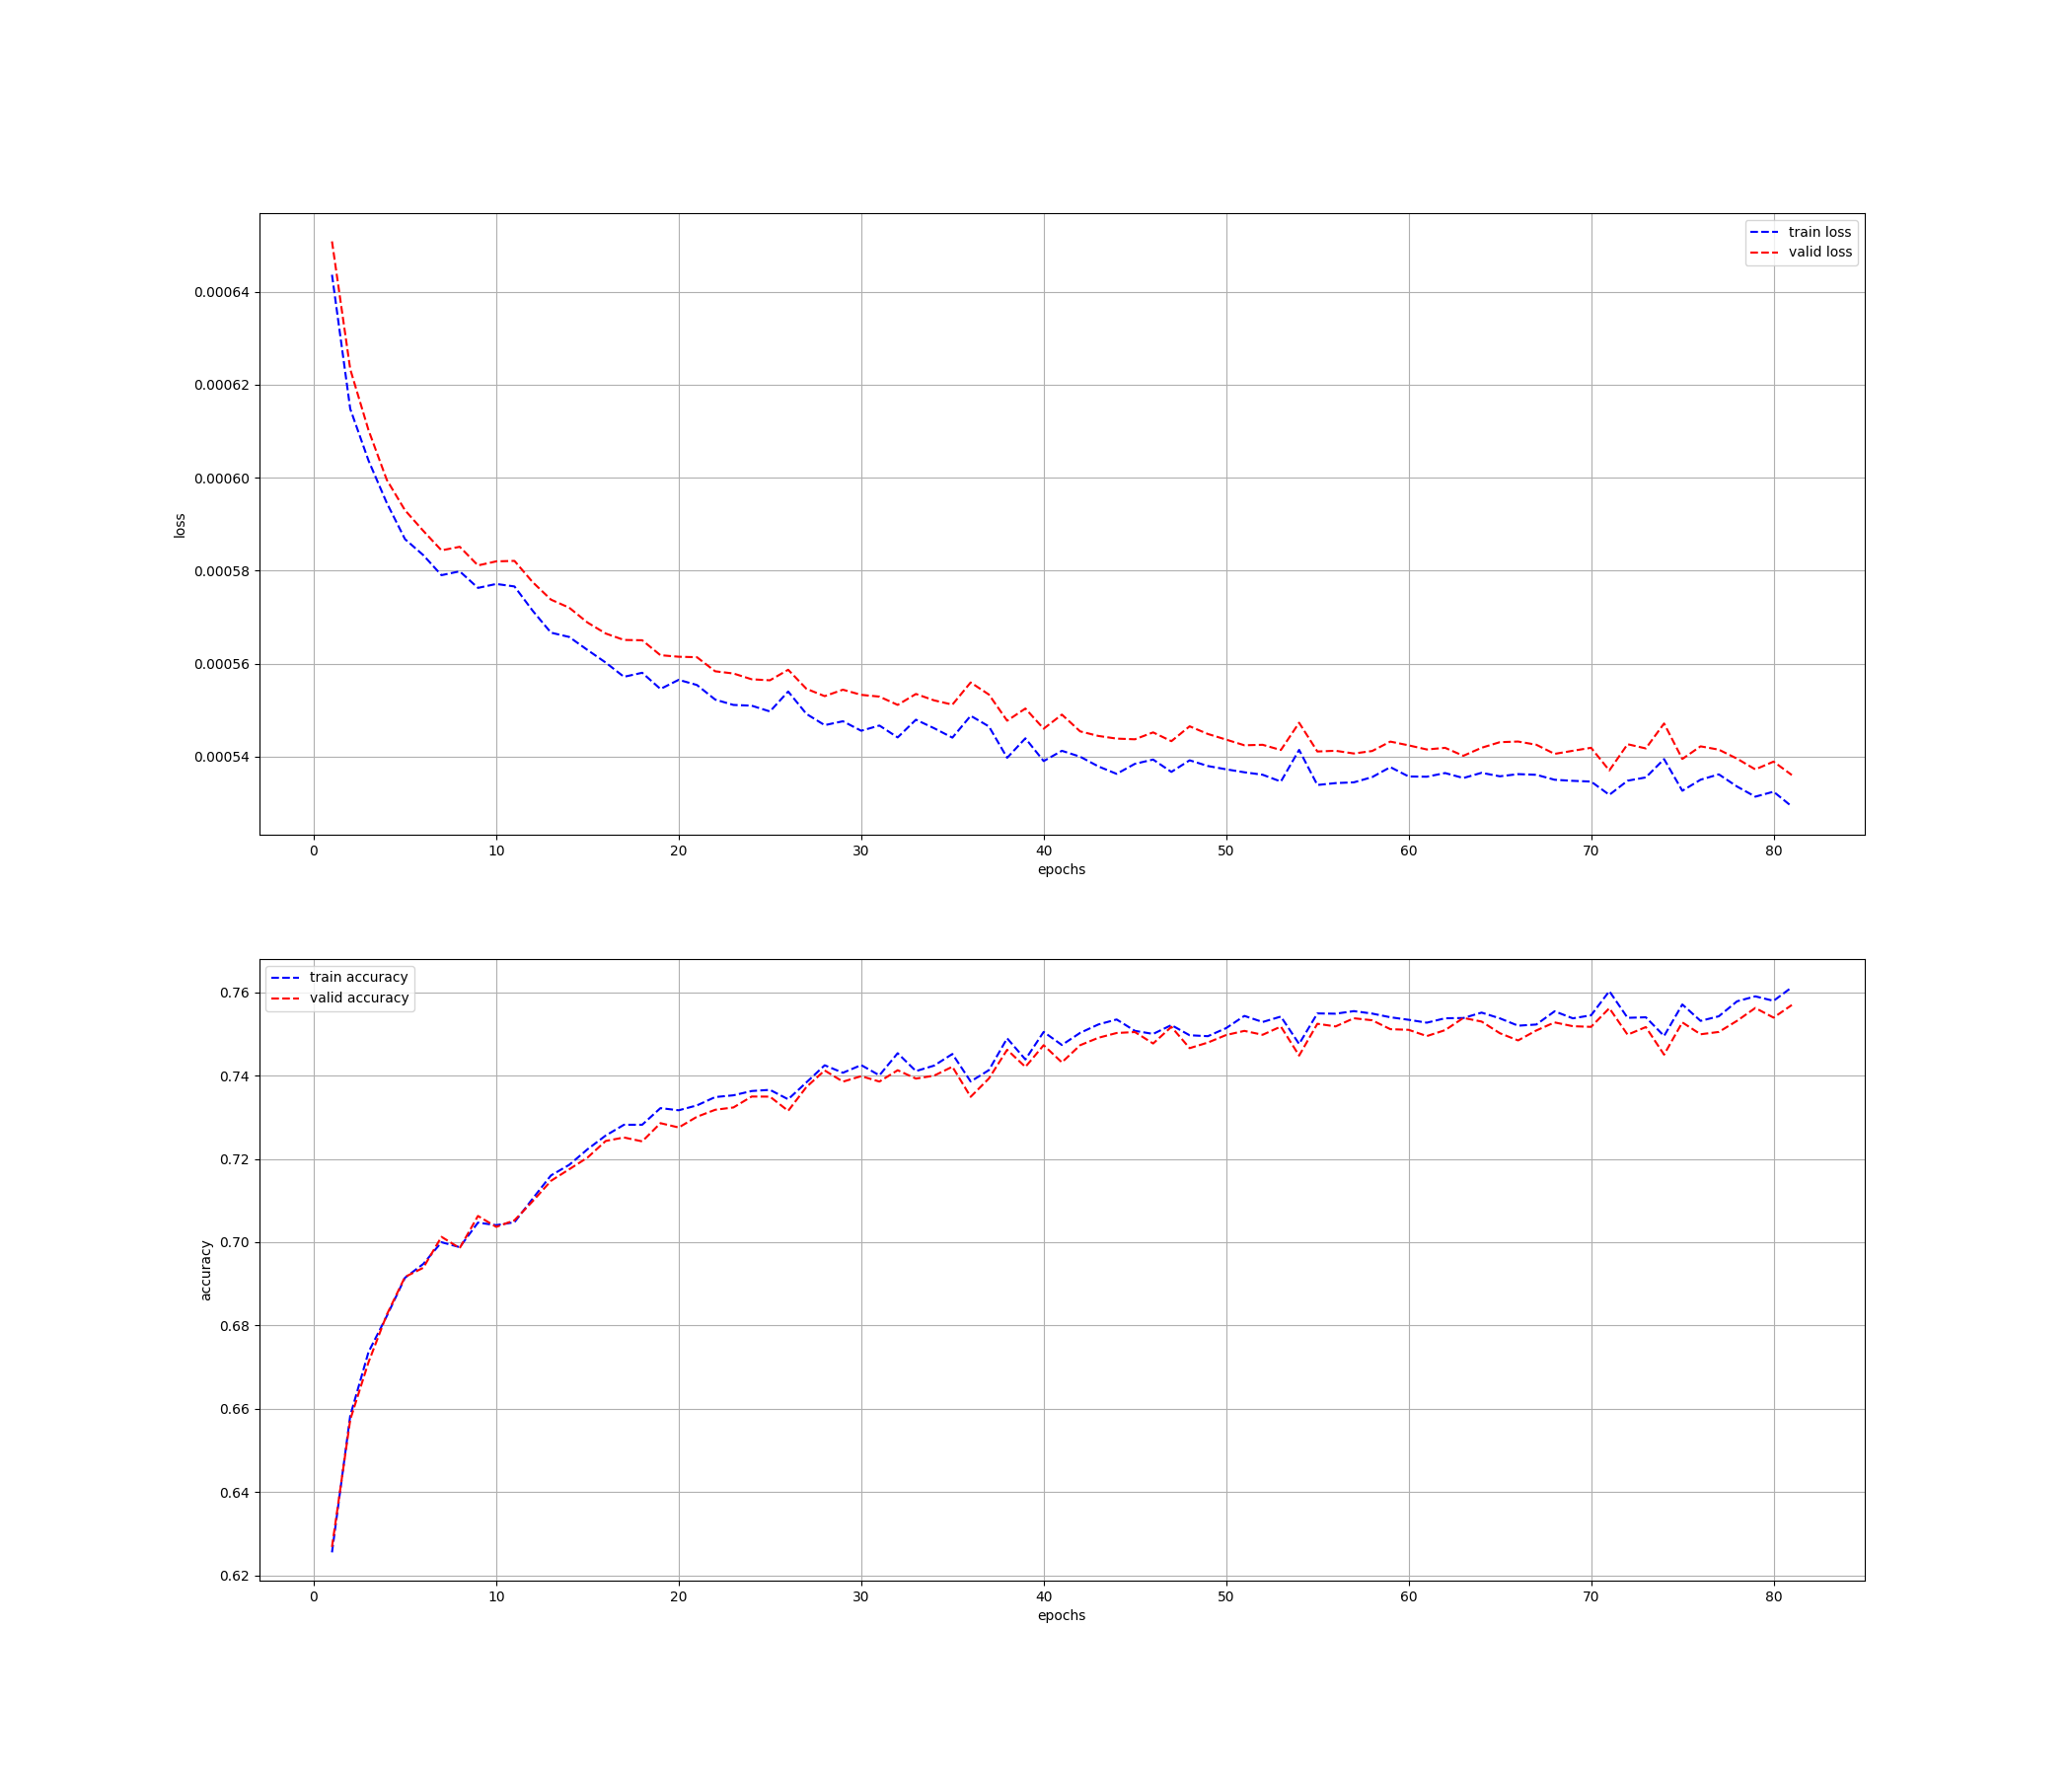 train loss
valid loss
0.00064
0.00062
0.00060
0.00058
0.00056
0.00054
loss
0 10 20 30 40 50 60 70 80
epochs
train accuracy
valid accuracy
0.76
0.74
0.72
0.70
0.68
0.66
0.64
0.62
accuracy
0 10 20 30 40 50 60 70 80
epochs